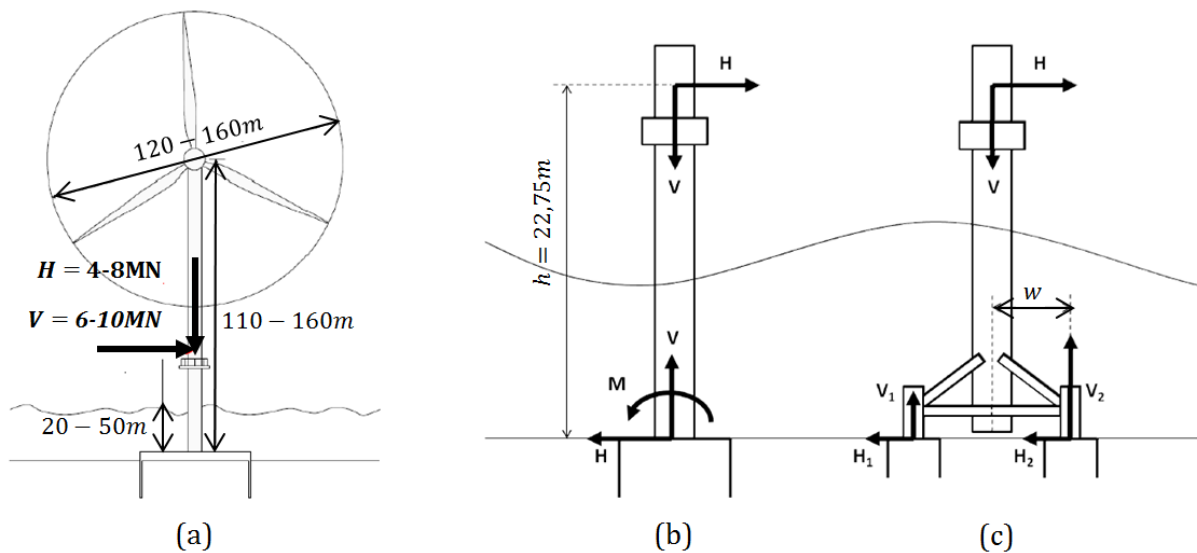 120 − 160m
H = 4-8MN
V = 6-10MN
110 − 160m
20 − 50m
(a)
H
V
h = 22,75m
V
M
H
(b)
H
V
w
V₁
V₂
H₁
H₂
(c)